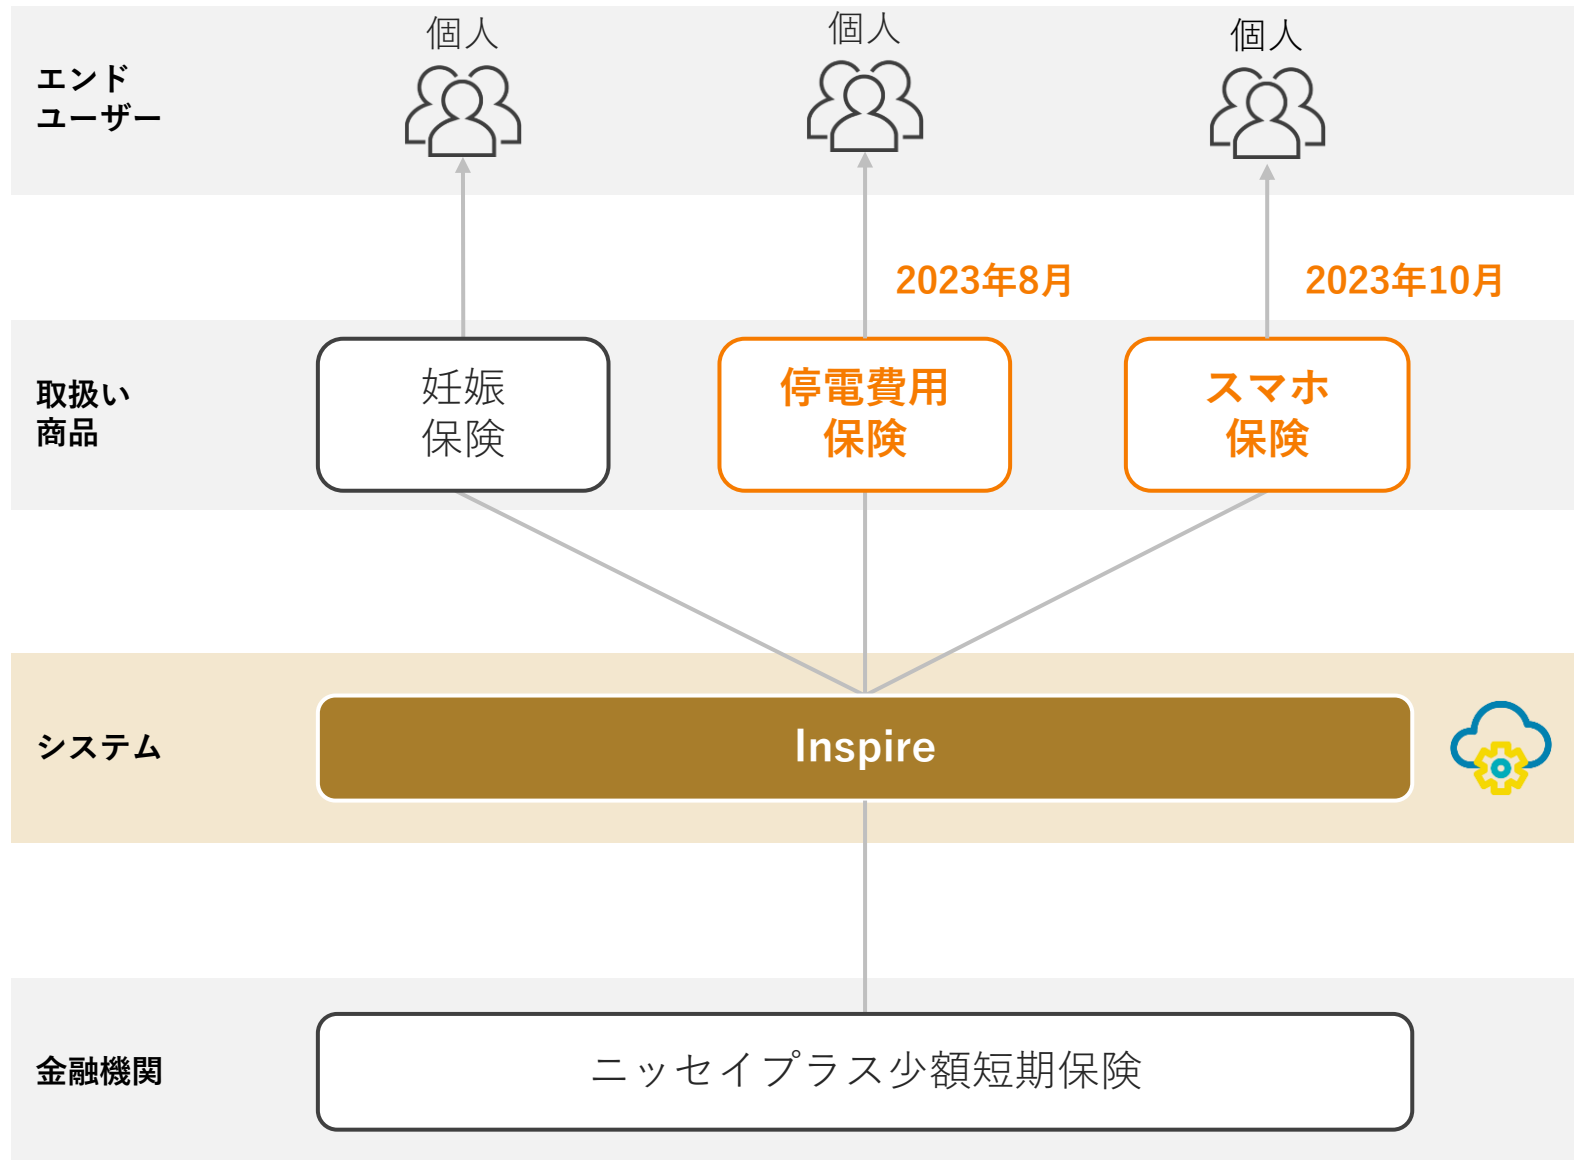 個人
個人
個人
エンド
ユーザー
2023年8月
2023年10月
取扱い
商品
妊娠
保険
停電費用
保険
スマホ
保険
システム
Inspire
金融機関
ニッセイプラス少額短期保険